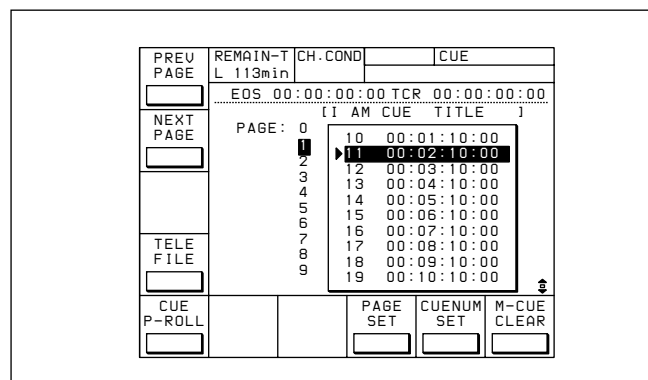 PREV PAGE
REMAIN-T CH.COND CUE
L 113min
EOS 00:00:00:00 TCR 00:00:00:00
[I AM CUE TITLE ]
NEXT PAGE
PAGE: 0
1
2
3
4
5
6
7
8
9
10 00:01:10:00
11 00:02:10:00
12 00:03:10:00
13 00:04:10:00
14 00:05:10:00
15 00:06:10:00
16 00:07:10:00
17 00:08:10:00
18 00:09:10:00
19 00:10:10:00
TELE FILE
CUE P-ROLL
PAGE SET
CUENUM SET
M-CUE CLEAR